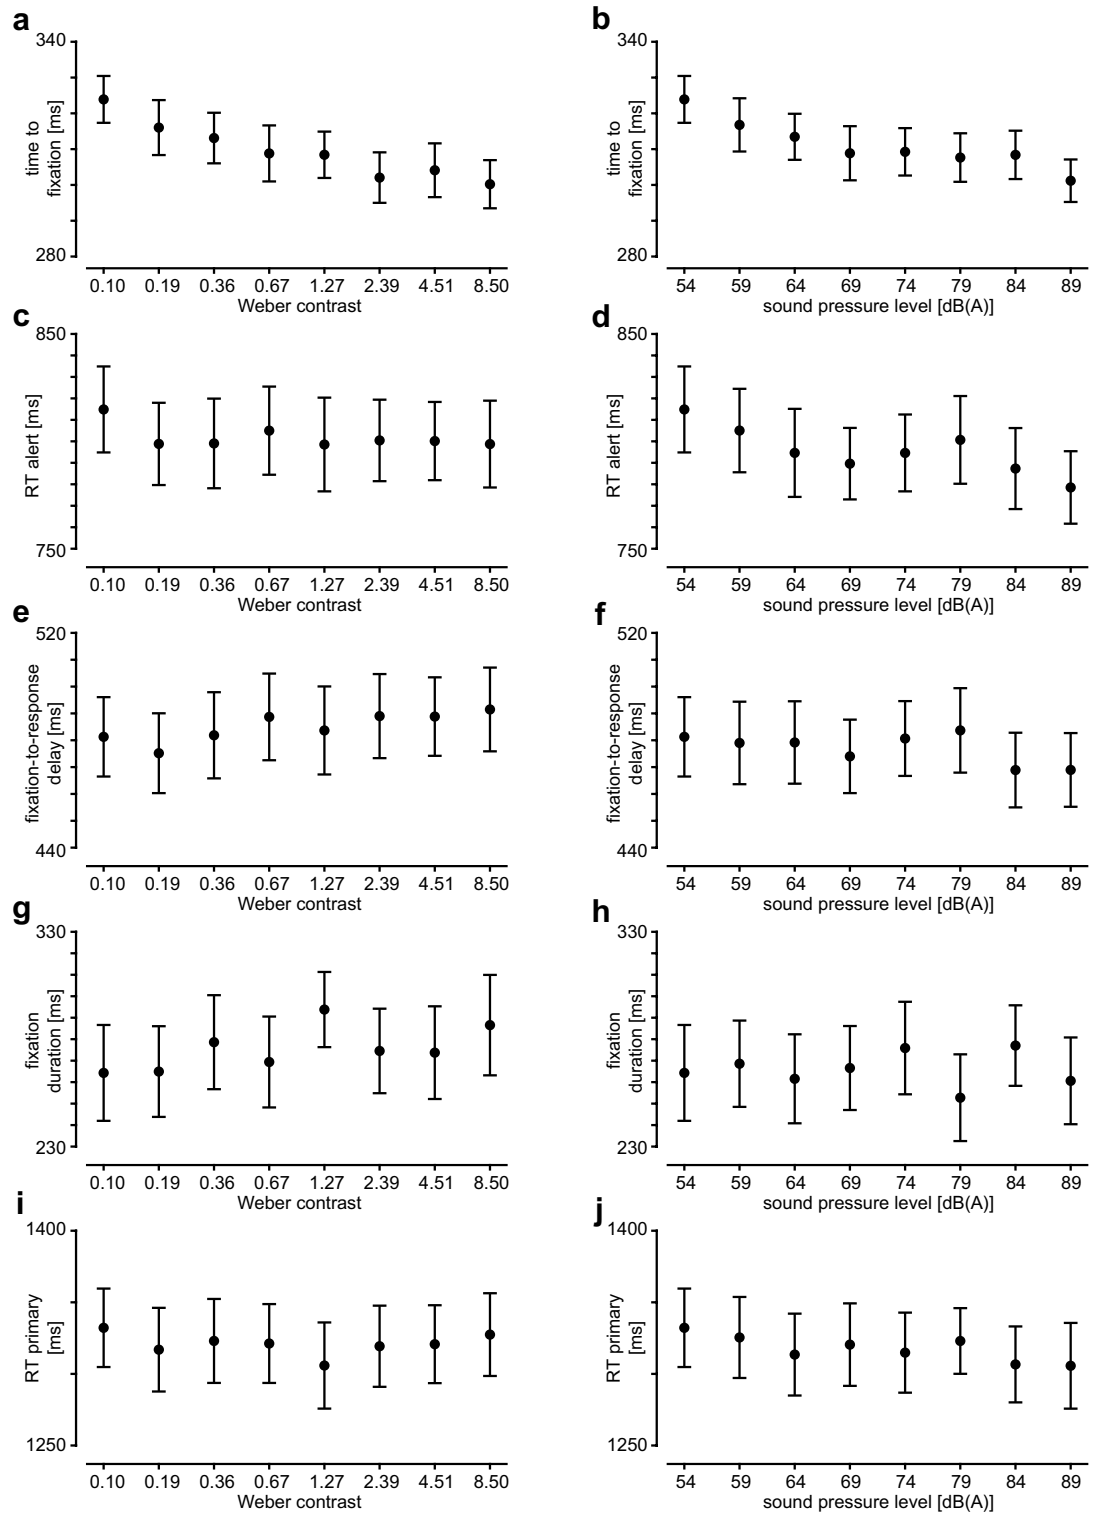 a
340
time to
fixation [ms]
280
0.10 0.19 0.36 0.67 1.27 2.39 4.51 8.50
Weber contrast
b
340
time to
fixation [ms]
280
54 59 64 69 74 79 84 89
sound pressure level [dB(A)]
c
850
RT alert [ms]
750
0.10 0.19 0.36 0.67 1.27 2.39 4.51 8.50
Weber contrast
d
850
RT alert [ms]
750
54 59 64 69 74 79 84 89
sound pressure level [dB(A)]
e
520
fixation-to-response
delay [ms]
440
0.10 0.19 0.36 0.67 1.27 2.39 4.51 8.50
Weber contrast
f
520
fixation-to-response
delay [ms]
440
54 59 64 69 74 79 84 89
sound pressure level [dB(A)]
g
330
fixation
duration [ms]
230
0.10 0.19 0.36 0.67 1.27 2.39 4.51 8.50
Weber contrast
h
330
fixation
duration [ms]
230
54 59 64 69 74 79 84 89
sound pressure level [dB(A)]
i
1400
RT primary
[ms]
1250
0.10 0.19 0.36 0.67 1.27 2.39 4.51 8.50
Weber contrast
j
1400
RT primary
[ms]
1250
54 59 64 69 74 79 84 89
sound pressure level [dB(A)]